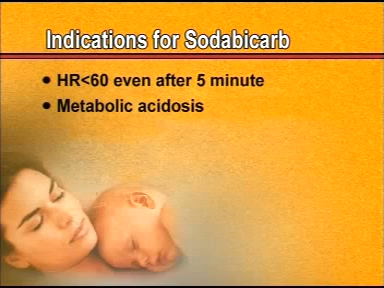 Indications for Sodabicarb
HR<60 even after 5 minute
Metabolic acidosis